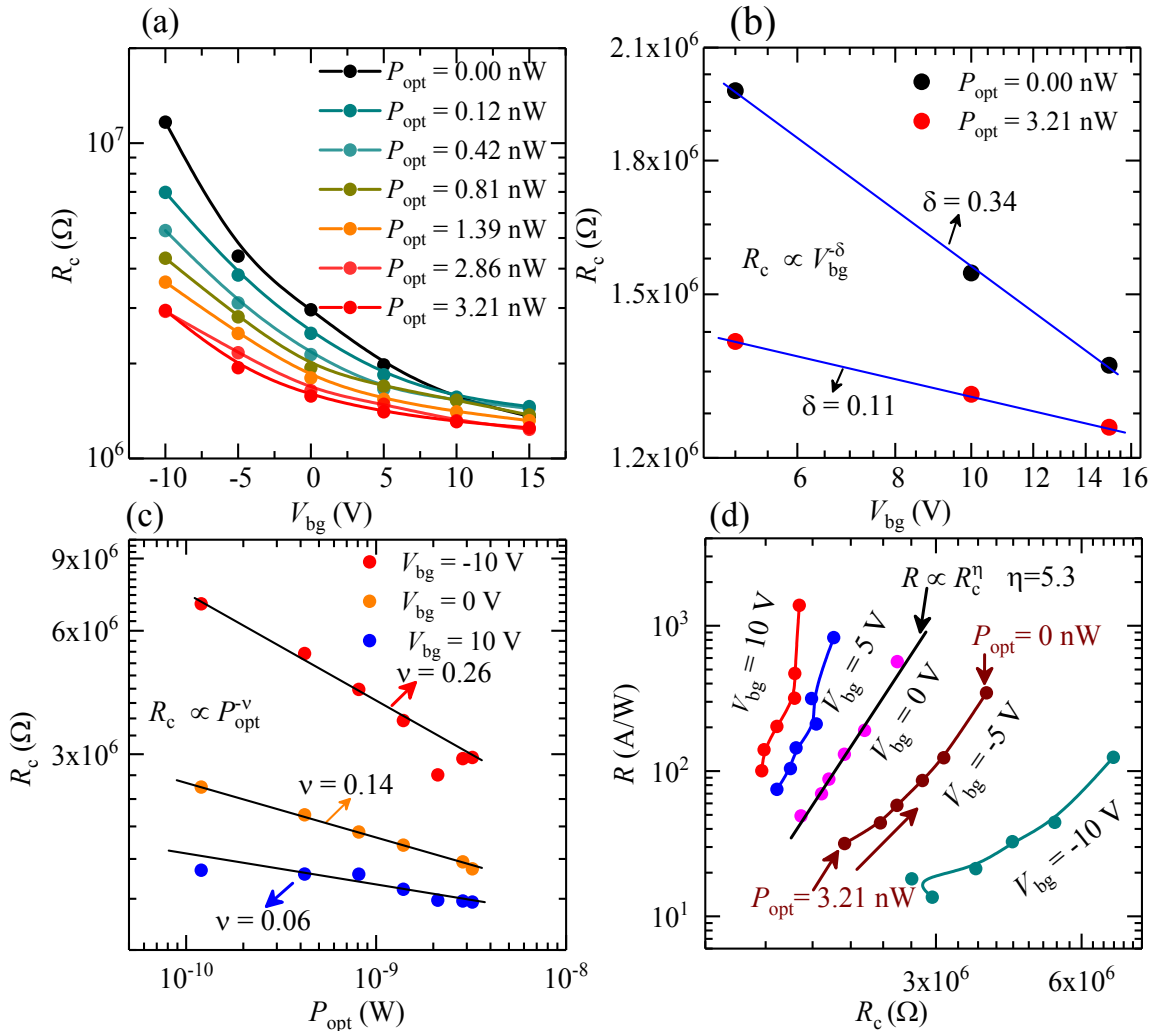 (a)
P_opt = 0.00 nW
P_opt = 0.12 nW
P_opt = 0.42 nW
P_opt = 0.81 nW
P_opt = 1.39 nW
P_opt = 2.86 nW
P_opt = 3.21 nW
10^7
10^6
R_c (Ω)
-10 -5 0 5 10 15
V_bg (V)
(b)
P_opt = 0.00 nW
P_opt = 3.21 nW
2.1x10^6
1.8x10^6
1.5x10^6
1.2x10^6
R_c (Ω)
δ = 0.34
R_c ∝ V_bg^-δ
δ = 0.11
6 8 10 12 14 16
V_bg (V)
(c)
V_bg = -10 V
V_bg = 0 V
V_bg = 10 V
9x10^6
6x10^6
3x10^6
R_c (Ω)
ν = 0.26
R_c ∝ P_opt^-ν
ν = 0.14
ν = 0.06
10^-10 10^-9 10^-8
P_opt (W)
(d)
R ∝ R_c^η η=5.3
10^3
10^2
10^1
R (A/W)
V_bg = 10 V
V_bg = 5 V
V_bg = 0 V
V_bg = -5 V
V_bg = -10 V
P_opt = 0 nW
P_opt = 3.21 nW
3x10^6 6x10^6
R_c (Ω)